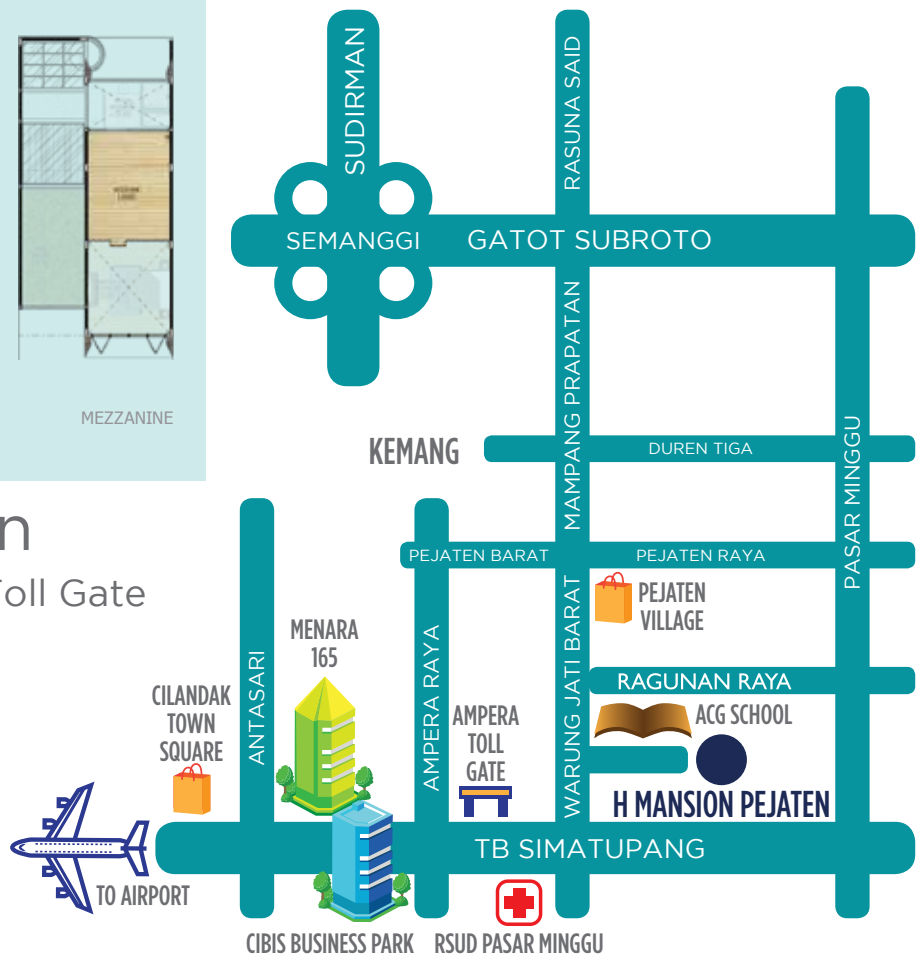 MEZZANINE
n
Toll Gate
SUDIRMAN
RASUNA SAID
SEMANGGI
GATOT SUBROTO
MAMPANG PRAPATAN
KEMANG
DUREN TIGA
PASAR MINGGU
PEJATEN BARAT
PEJATEN RAYA
PEJATEN
VILLAGE
WARUNG JATI BARAT
RAGUNAN RAYA
ACG SCHOOL
H MANSION PEJATEN
MENARA
165
CILANDAK
TOWN
SQUARE
ANTASARI
AMPERA RAYA
AMPERA
TOLL
GATE
TB SIMATUPANG
TO AIRPORT
CIBIS BUSINESS PARK
RSUD PASAR MINGGU